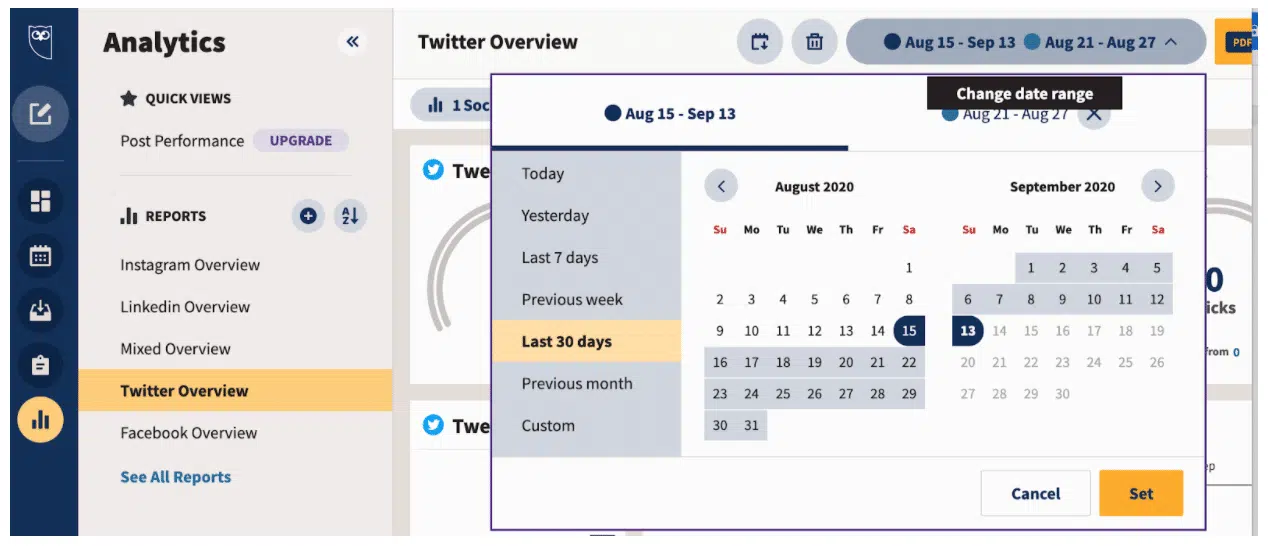 Analytics
«
QUICK VIEWS
Post Performance UPGRADE
REPORTS
Instagram Overview
Linkedin Overview
Mixed Overview
Twitter Overview
Facebook Overview
See All Reports
Twitter Overview
Aug 15 - Sep 13 Aug 21 - Aug 27
PDF
Change date range
1 Soc
Aug 15 - Sep 13
Aug 21 - Aug 27
Twe
Twe
Today
Yesterday
Last 7 days
Previous week
Last 30 days
Previous month
Custom
August 2020
Su Mo Tu We Th Fr Sa
1
2 3 4 5 6 7 8
9 10 11 12 13 14 15
16 17 18 19 20 21 22
23 24 25 26 27 28 29
30 31
September 2020
Su Mo Tu We Th Fr Sa
1 2 3 4 5
6 7 8 9 10 11 12
13 14 15 16 17 18 19
20 21 22 23 24 25 26
27 28 29 30
Cancel Set
0
icks
from 0